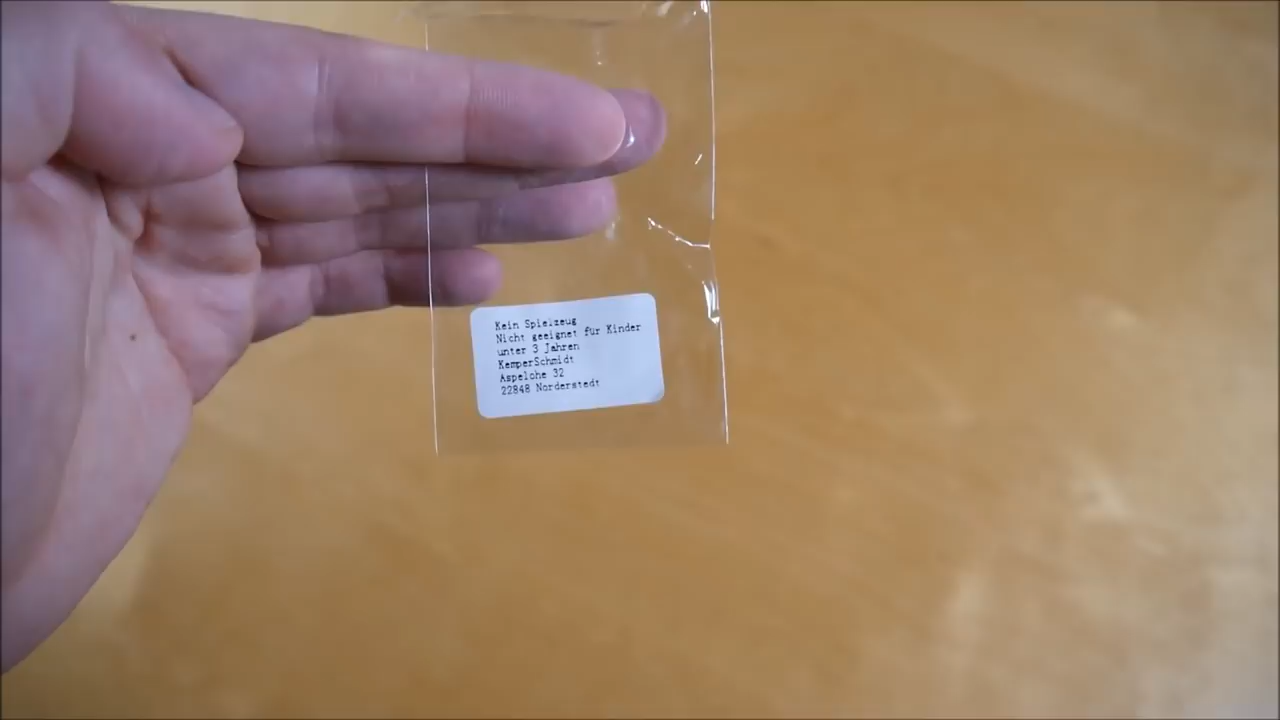 Kein Spielzeug
Nicht geeignet für Kinder
unter 3 Jahren
KemperSchmidt
Aspelohe 32
22848 Norderstedt